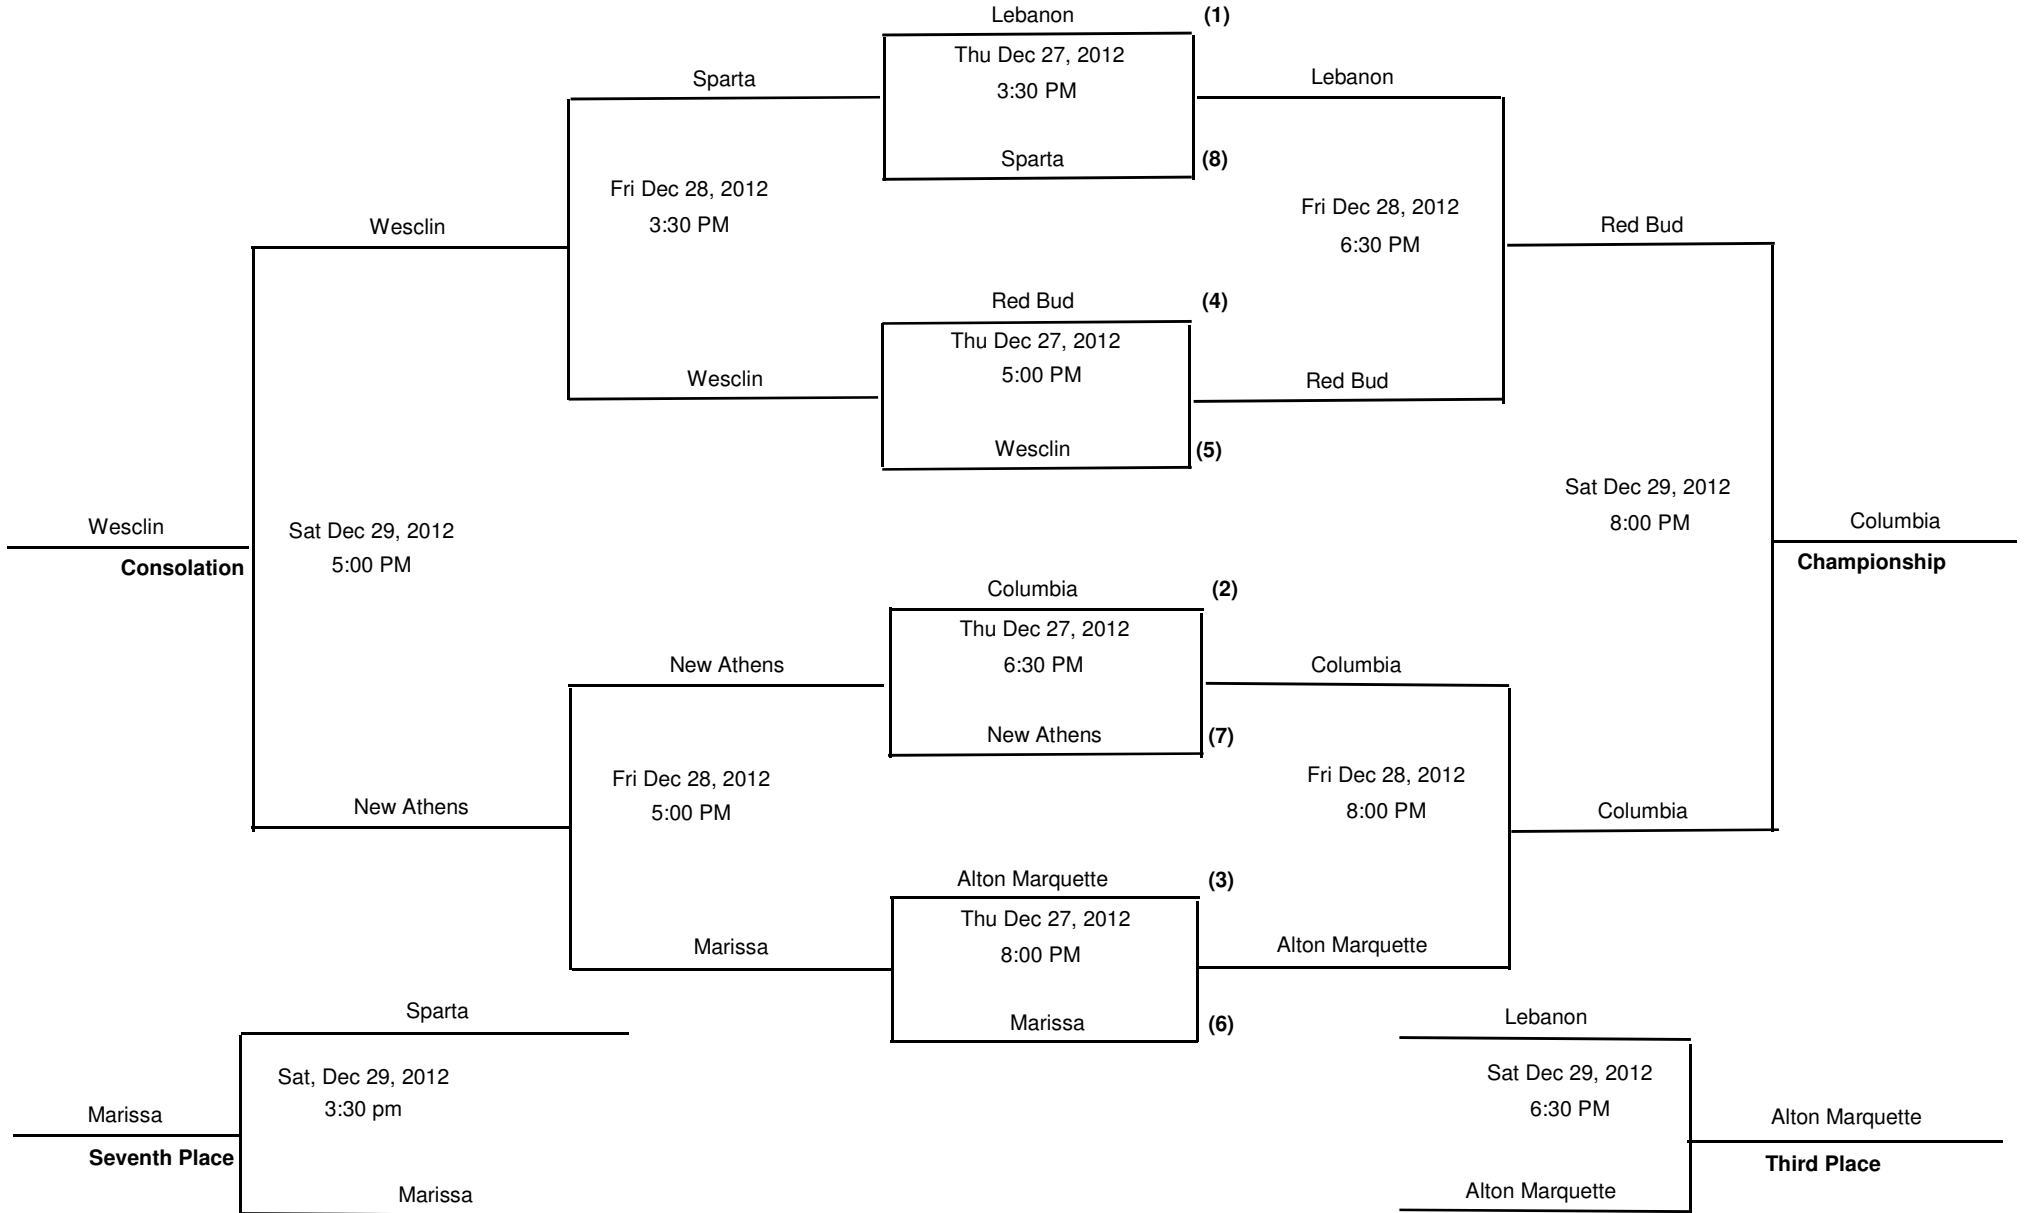 Lebanon (1)
Thu Dec 27, 2012
Sparta
3:30 PM
Lebanon
Sparta (8)
Fri Dec 28, 2012
3:30 PM
Fri Dec 28, 2012
6:30 PM
Wesclin
Red Bud
Red Bud (4)
Thu Dec 27, 2012
Wesclin
5:00 PM
Red Bud
Wesclin (5)
Sat Dec 29, 2012
8:00 PM
Wesclin
Consolation
Sat Dec 29, 2012
5:00 PM
Columbia
Championship
Columbia (2)
Thu Dec 27, 2012
New Athens
6:30 PM
Columbia
New Athens (7)
Fri Dec 28, 2012
5:00 PM
Fri Dec 28, 2012
8:00 PM
New Athens
Columbia
Alton Marquette (3)
Thu Dec 27, 2012
Marissa
8:00 PM
Alton Marquette
Marissa (6)
Sparta
Sat, Dec 29, 2012
3:30 pm
Marissa
Seventh Place
Marissa
Lebanon
Sat Dec 29, 2012
6:30 PM
Alton Marquette
Third Place
Alton Marquette